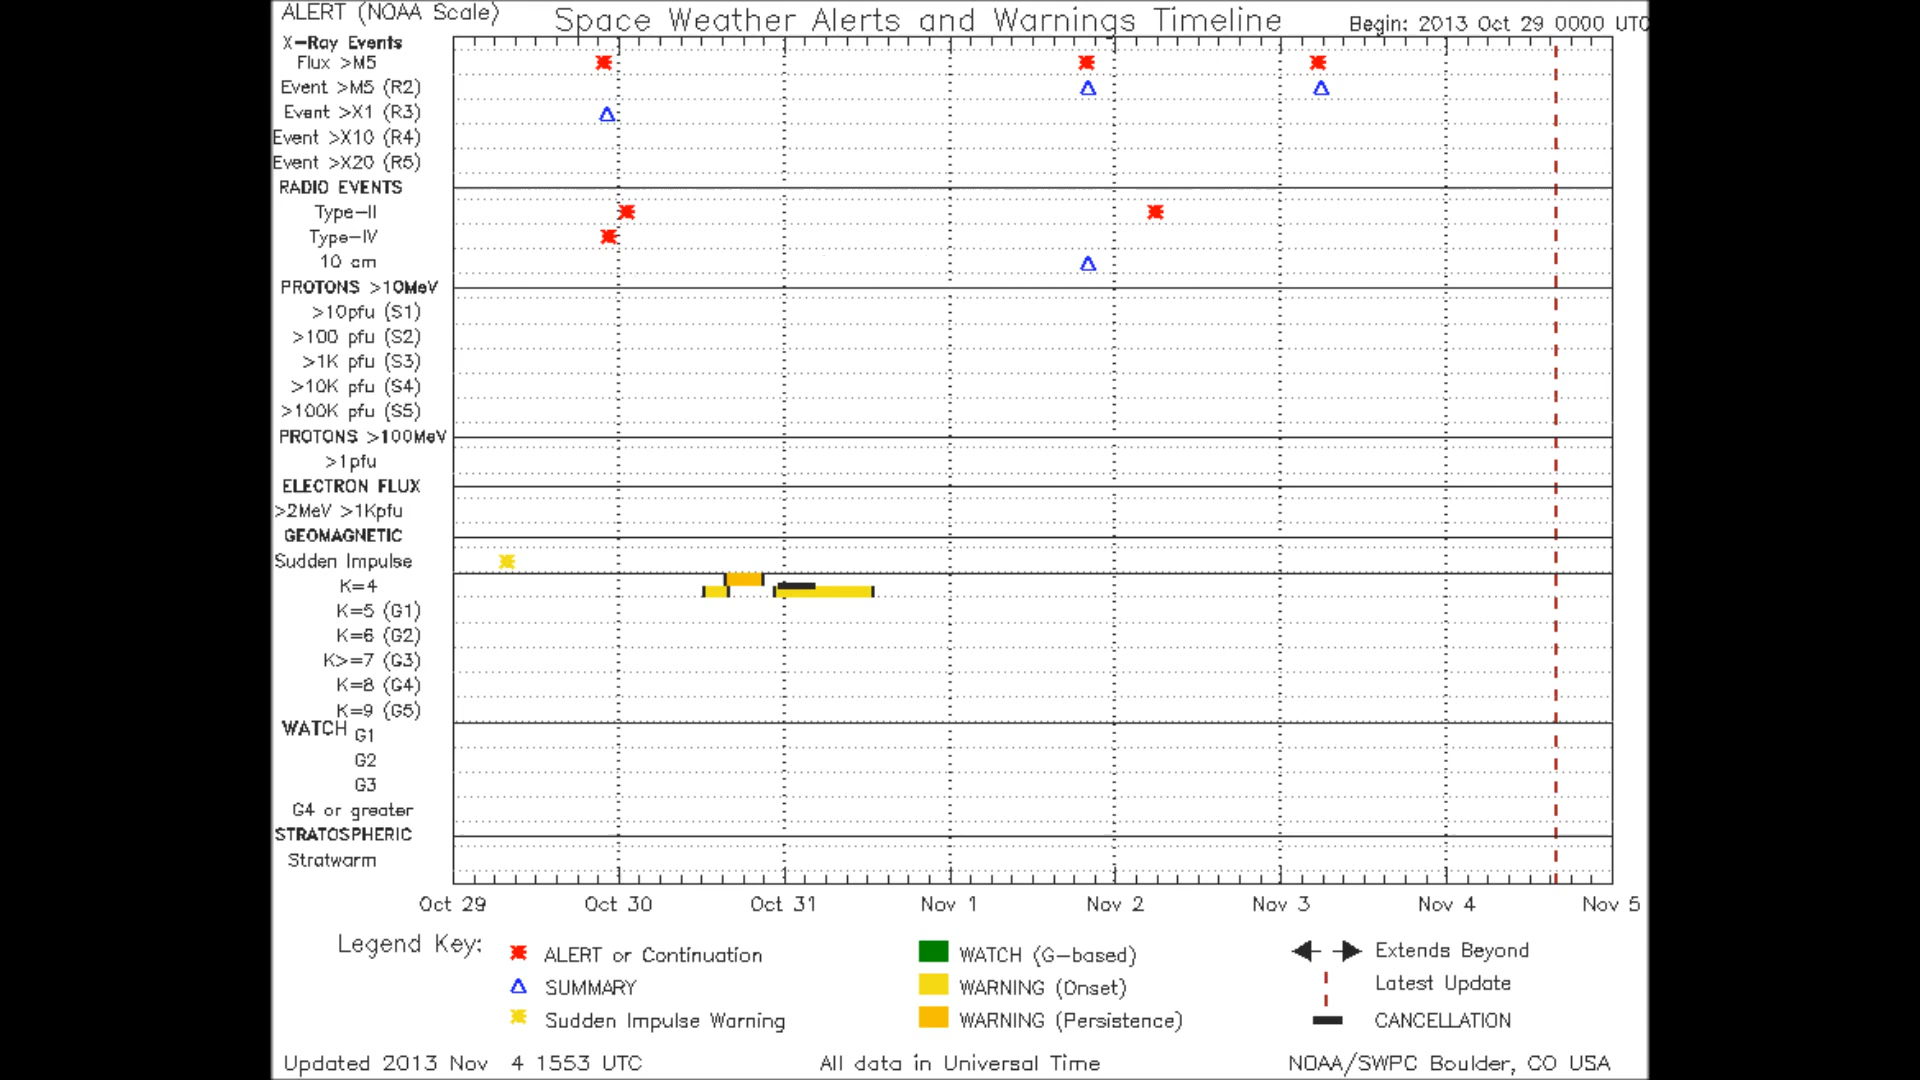 ALERT (NOAA Scale)
Space Weather Alerts and Warnings Timeline
Begin: 2013 Oct 29 0000 UTC
X-Ray Events
Flux >M5
Event >M5 (R2)
Event >X1 (R3)
Event >X10 (R4)
Event >X20 (R5)
RADIO EVENTS
Type-II
Type-IV
10 cm
PROTONS >10MeV
>10pfu (S1)
>100 pfu (S2)
>1K pfu (S3)
>10K pfu (S4)
>100K pfu (S5)
PROTONS >100MeV
>1pfu
ELECTRON FLUX
>2MeV >1Kpfu
GEOMAGNETIC
Sudden Impulse
K=4
K=5 (G1)
K=6 (G2)
K>=7 (G3)
K=8 (G4)
K=9 (G5)
WATCH
G1
G2
G3
G4 or greater
STRATOSPHERIC
Stratwarm
Oct 29 Oct 30 Oct 31 Nov 1 Nov 2 Nov 3 Nov 4 Nov 5
Legend Key:
ALERT or Continuation
SUMMARY
Sudden Impulse Warning
WATCH (G-based)
WARNING (Onset)
WARNING (Persistence)
Extends Beyond
Latest Update
CANCELLATION
Updated 2013 Nov 4 1553 UTC
All data in Universal Time
NOAA/SWPC Boulder, CO USA